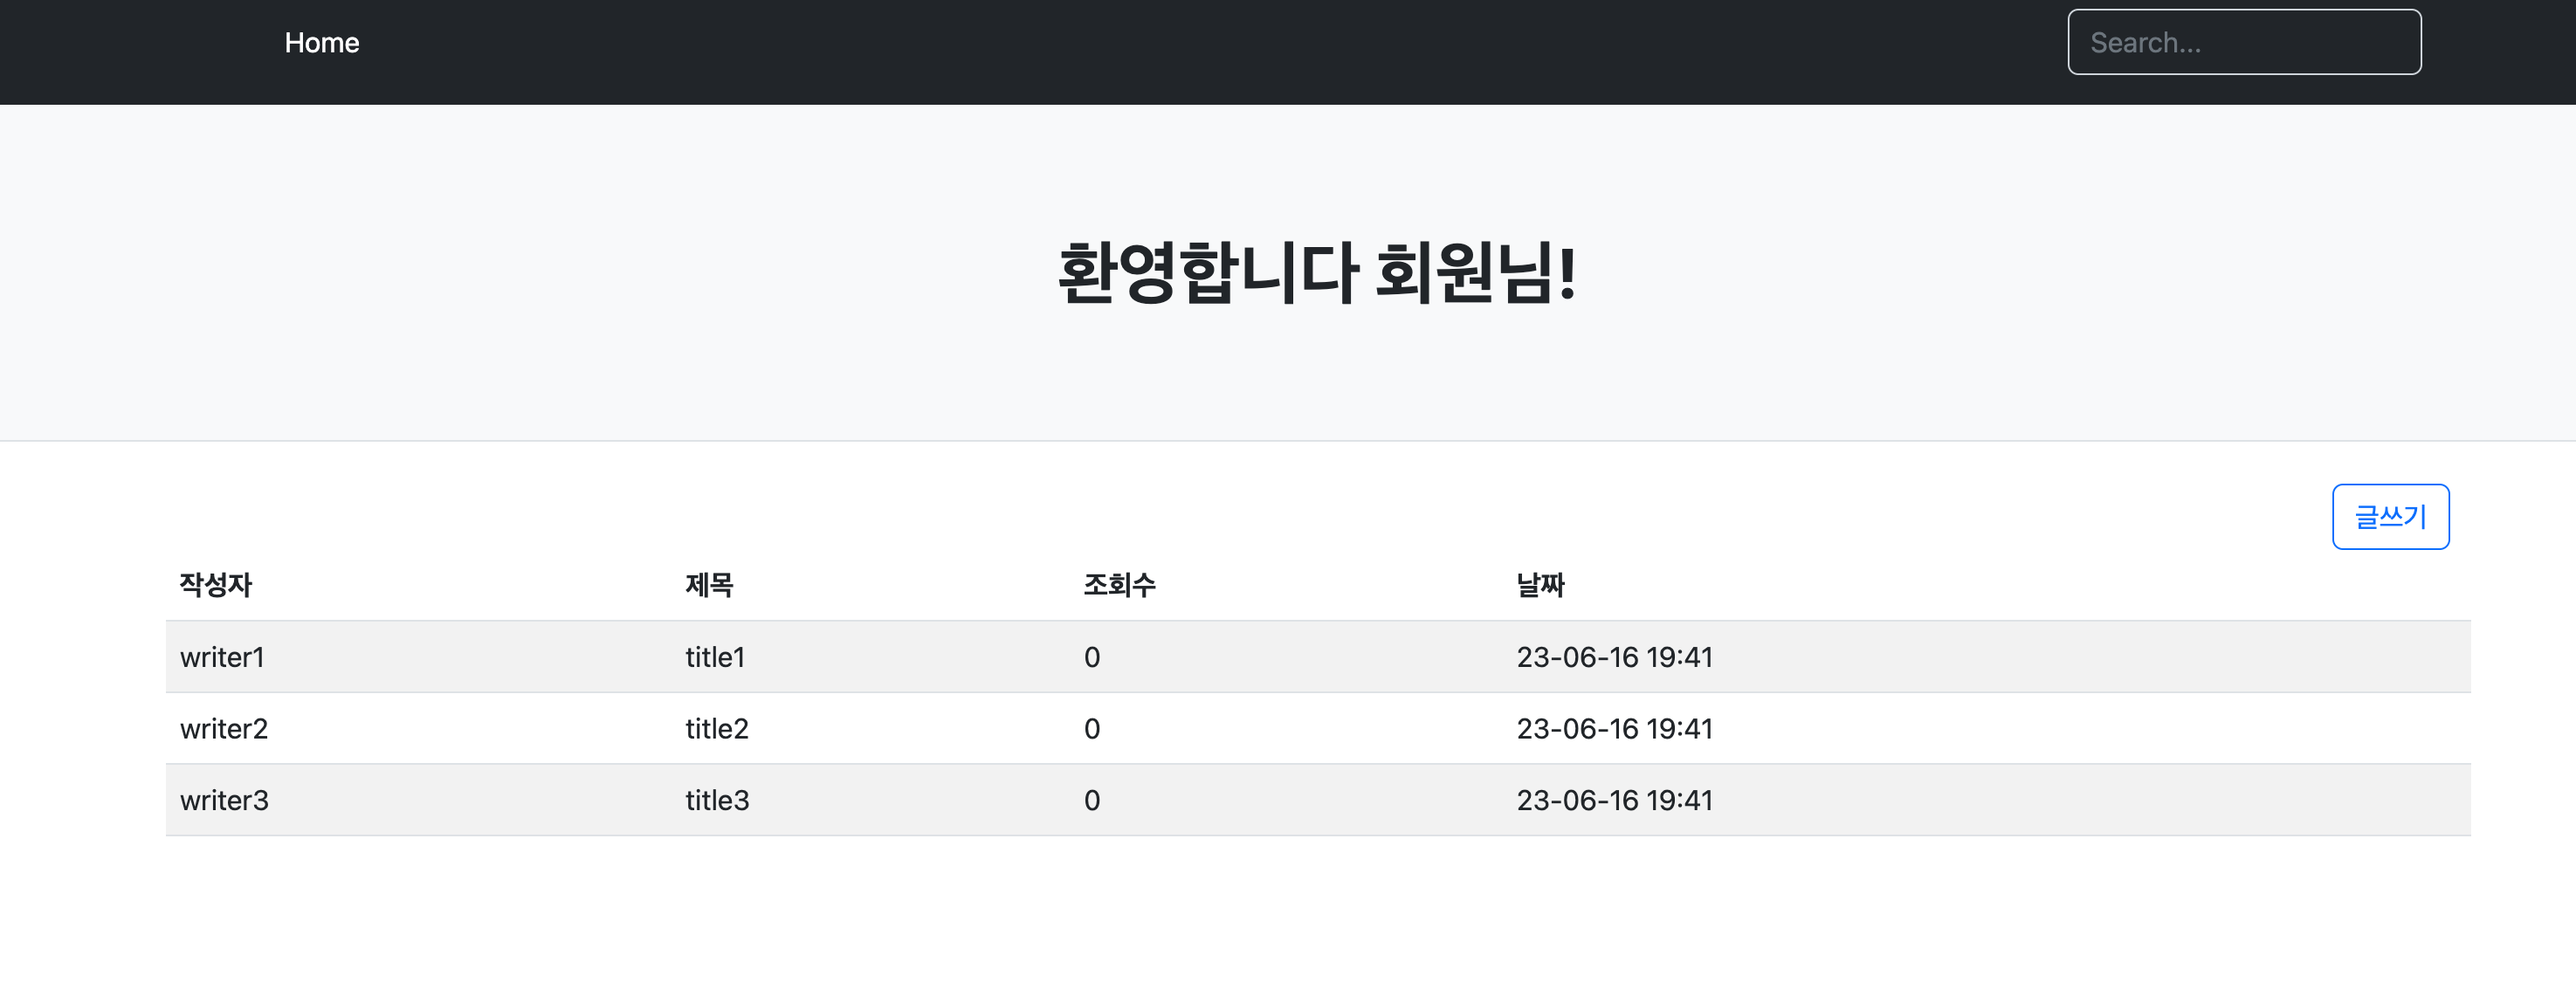 Home Search...
환영합니다 회원님!
글쓰기
작성자 제목 조회수 날짜
writer1 title1 0 23-06-16 19:41
writer2 title2 0 23-06-16 19:41
writer3 title3 0 23-06-16 19:41